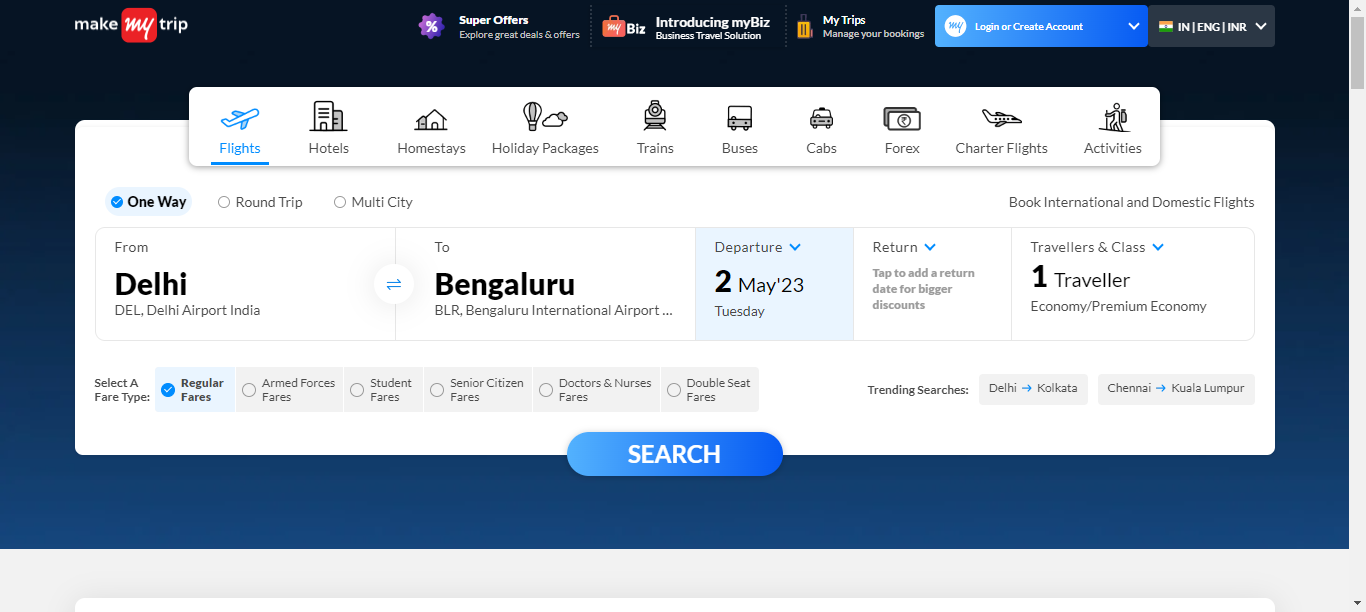 make my trip
%
Super Offers
Explore great deals & offers
my Biz
Introducing myBiz
Business Travel Solution
My Trips
Manage your bookings
my
Login or Create Account
IN | ENG | INR
Flights
Hotels
Homestays
Holiday Packages
Trains
Buses
Cabs
₹
Forex
Charter Flights
Activities
One Way
Round Trip
Multi City
Book International and Domestic Flights
From
Delhi
DEL, Delhi Airport India
To
Bengaluru
BLR, Bengaluru International Airport ...
Departure
2 May'23
Tuesday
Return
Tap to add a return
date for bigger
discounts
Travellers & Class
1 Traveller
Economy/Premium Economy
Select A
Fare Type:
Regular
Fares
Armed Forces
Fares
Student
Fares
Senior Citizen
Fares
Doctors & Nurses
Fares
Double Seat
Fares
Trending Searches:
Delhi → Kolkata
Chennai → Kuala Lumpur
SEARCH